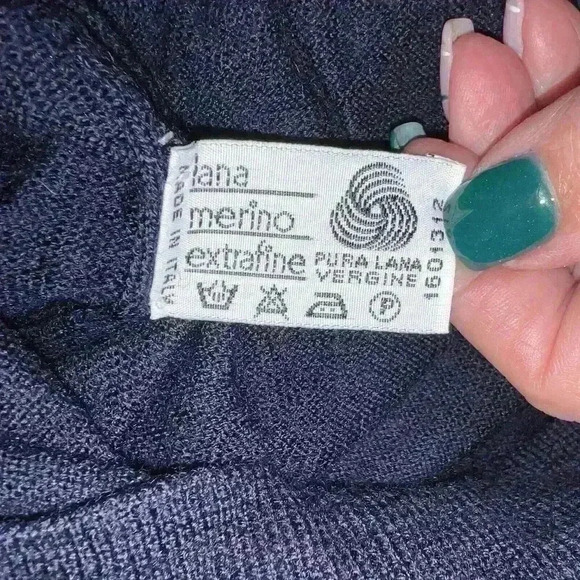 MADE IN ITALY
lana
merino
extrafine
PURA LANA
VERGINE
1601312
P